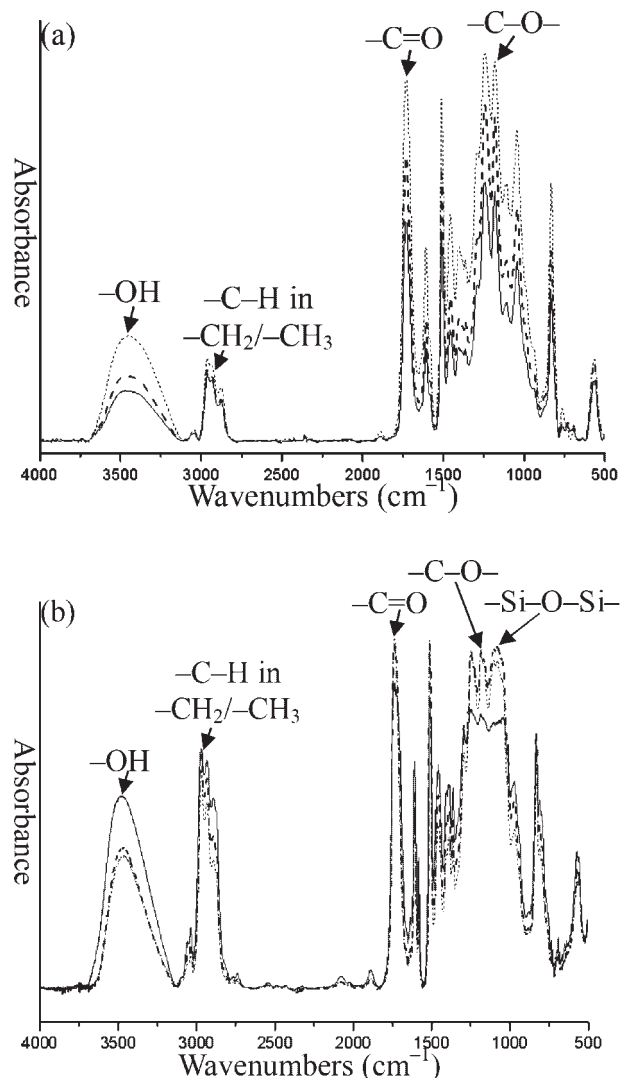 (a)
–C=O
–C–O–
–OH
–C–H in
–CH₂/–CH₃
Absorbance
4000 3500 3000 2500 2000 1500 1000 500
Wavenumbers (cm⁻¹)
(b)
–C–O–
–C=O
–Si–O–Si–
–C–H in
–CH₂/–CH₃
–OH
Absorbance
4000 3500 3000 2500 2000 1500 1000 500
Wavenumbers (cm⁻¹)